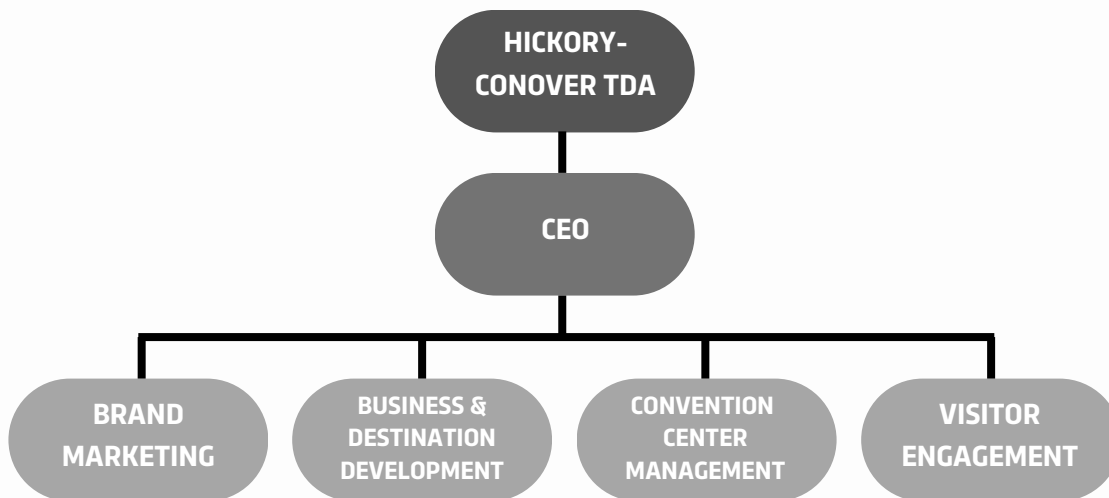 HICKORY-
CONOVER TDA
CEO
BRAND
MARKETING
BUSINESS &
DESTINATION
DEVELOPMENT
CONVENTION
CENTER
MANAGEMENT
VISITOR
ENGAGEMENT